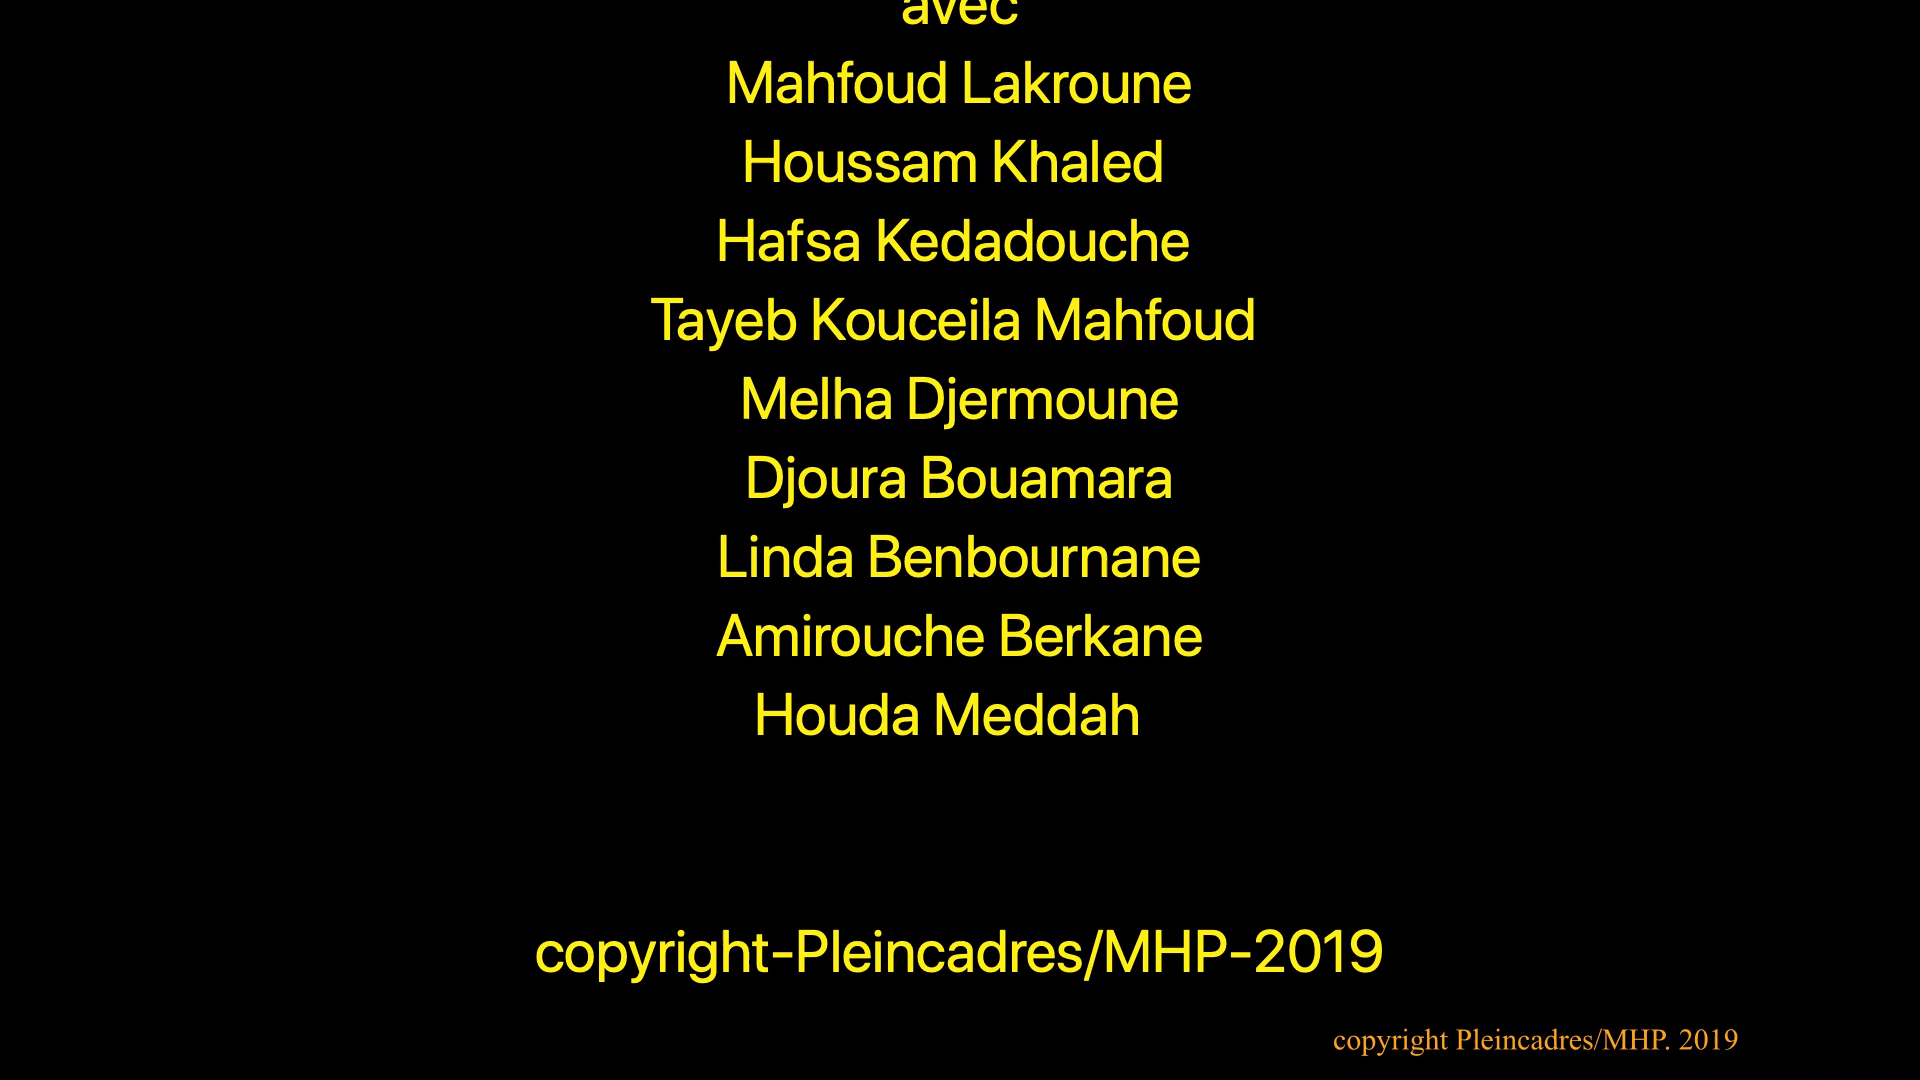 avec
Mahfoud Lakroune
Houssam Khaled
Hafsa Kedadouche
Tayeb Kouceila Mahfoud
Melha Djermoune
Djoura Bouamara
Linda Benbournane
Amirouche Berkane
Houda Meddah
copyright-Pleincadres/MHP-2019
copyright Pleincadres/MHP. 2019